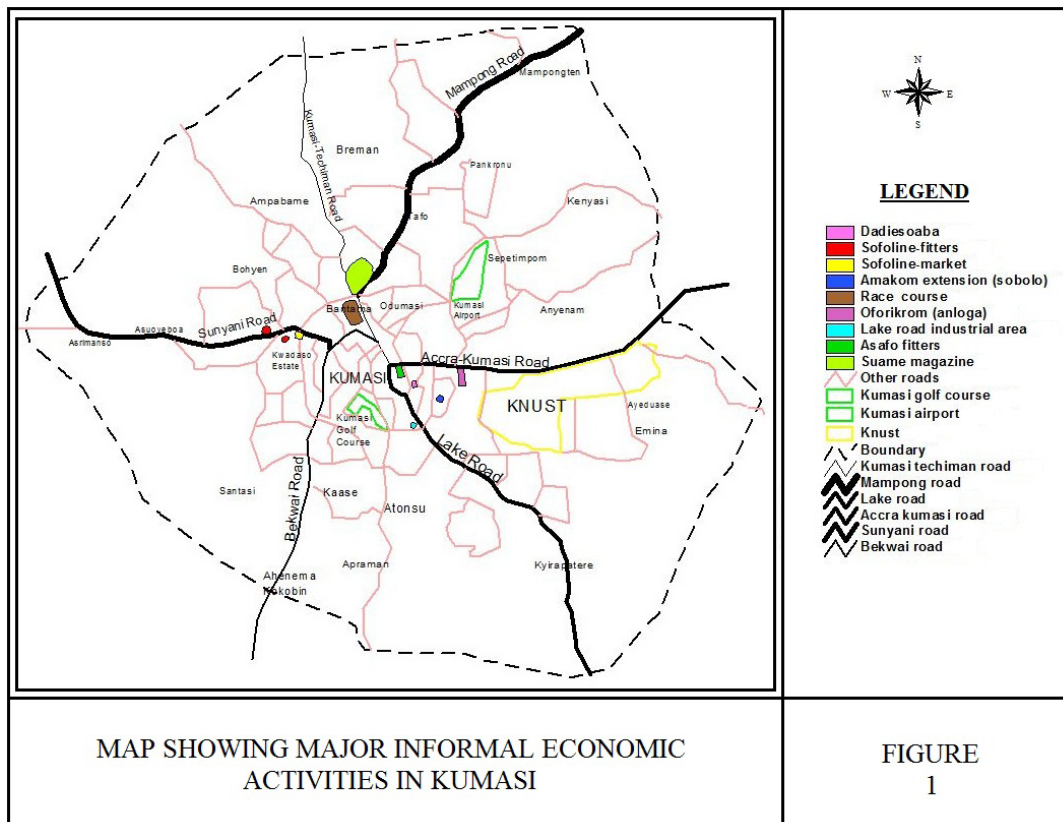 Mampong Road
Mampongten
Kumasi-Techiman Road
Breman
Pankronu
Ampabame
Kenyasi
Tafo
Bohyen
Sepetimpom
Bantama
Odumasi
Kumasi
Airport
Anyenam
Asuoyeboa
Sunyani Road
Asrimanso
Kwadaso
Estate
Accra-Kumasi Road
KUMASI
KNUST
Ayeduase
Emina
Kumasi
Golf
Course
Lake Road
Bekwai Road
Santasi
Kaase
Atonsu
Apraman
Kyirapatere
Ahenema
Kokobin
N
W E
S
LEGEND
Dadiesoaba
Sofoline-fitters
Sofoline-market
Amakom extension (sobolo)
Race course
Oforikrom (anloga)
Lake road industrial area
Asafo fitters
Suame magazine
Other roads
Kumasi golf course
Kumasi airport
Knust
Boundary
Kumasi techiman road
Mampong road
Lake road
Accra kumasi road
Sunyani road
Bekwai road
MAP SHOWING MAJOR INFORMAL ECONOMIC
ACTIVITIES IN KUMASI
FIGURE
1